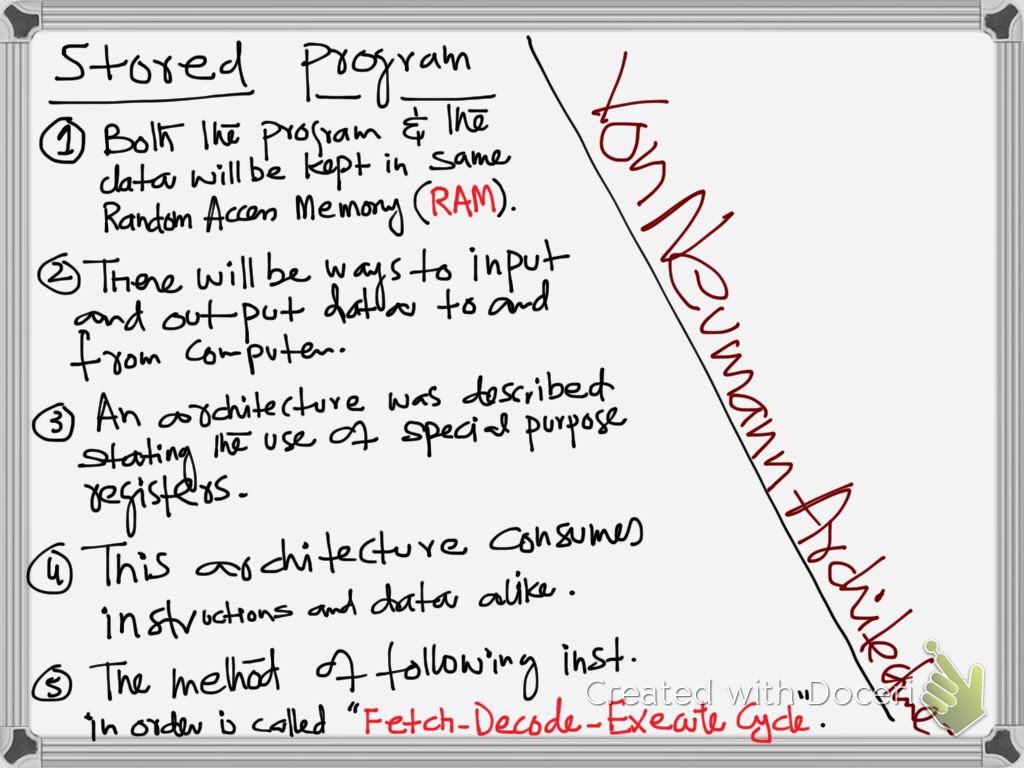 Stored Program
① Both the program & the
data will be kept in same
Random Access Memory (RAM).
② There will be ways to input
and output data to and
from computer.
③ An architecture was described
stating the use of special purpose
registers.
④ This architecture consumes
instructions and data alike.
⑤ The method of following inst.
in order is called "Fetch-Decode-Execute Cycle".
Von Neumann Architecture
Created with Doceri